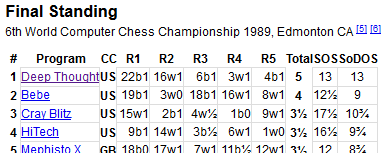 Final Standing
6th World Computer Chess Championship 1989, Edmonton CA [5] [6]
# Program CC R1 R2 R3 R4 R5 Total SOS SoDOS
1 Deep Thought US 22b1 16w1 6b1 3w1 4b1 5 13 13
2 Bebe US 19b1 3w0 18b1 16w1 8w1 4 12½ 9
3 Cray Blitz US 15w1 2b1 4w½ 1b0 9w1 3½ 17½ 10¾
4 HiTech US 9b1 14w1 3b½ 6w1 1w0 3½ 16½ 9¾
5 Mephisto X GB 18b0 17w1 7w1 11b½ 12w1 3½ 12 8¾